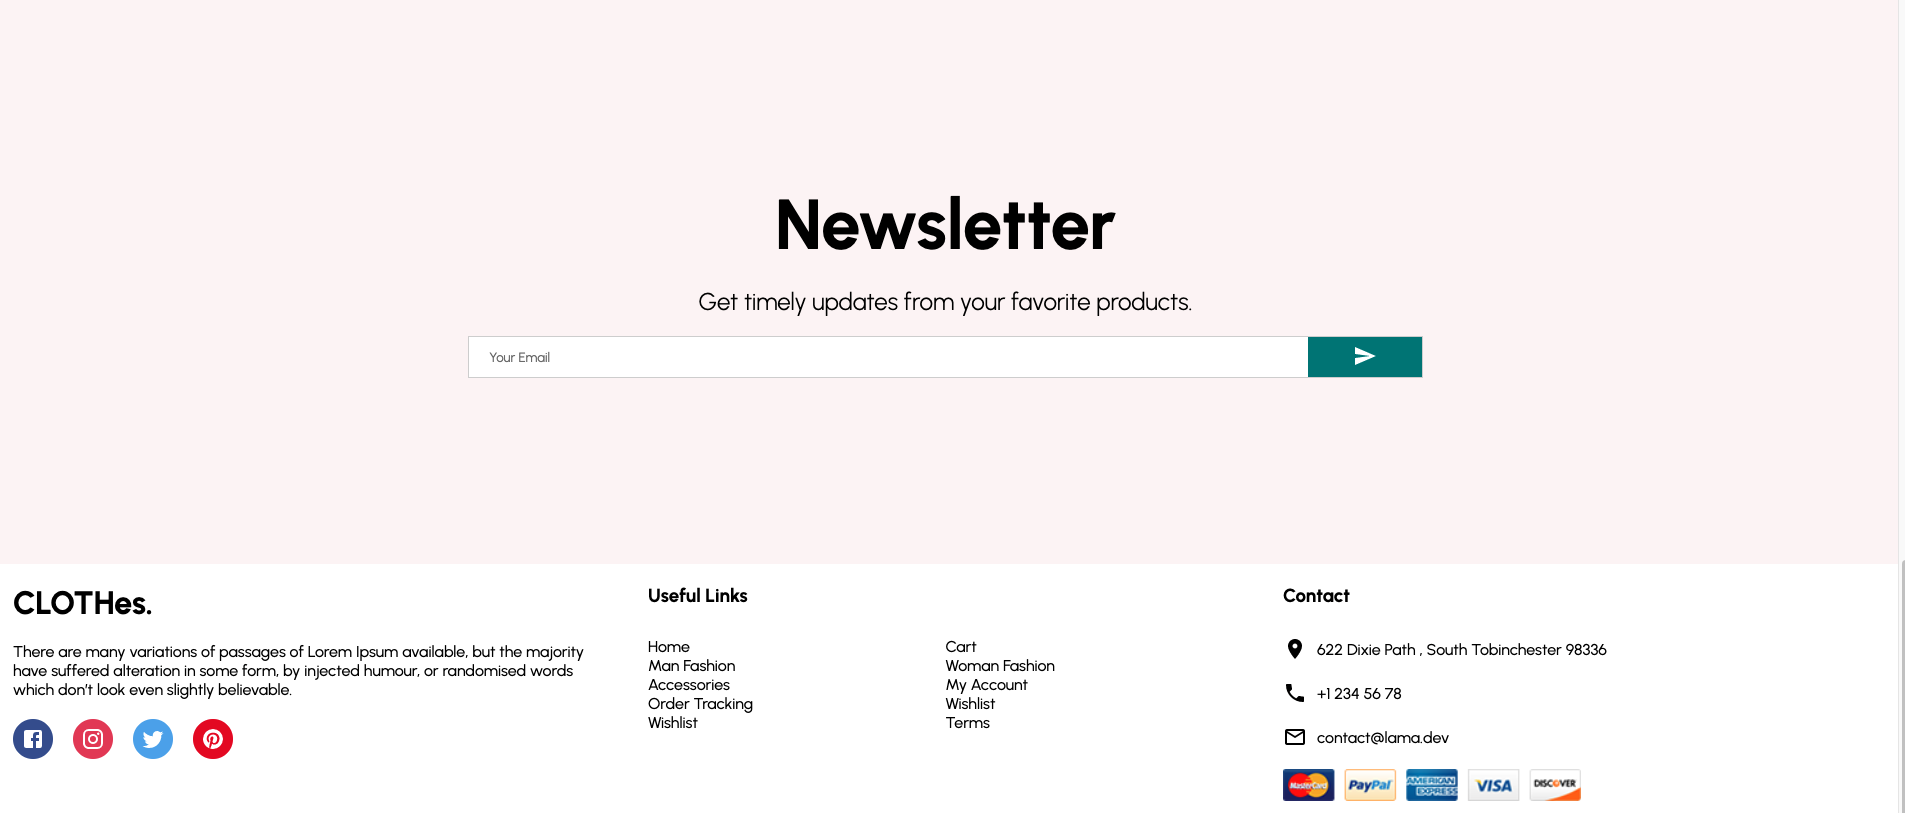 Newsletter
Get timely updates from your favorite products.
Your Email
CLOTHes.
There are many variations of passages of Lorem Ipsum available, but the majority
have suffered alteration in some form, by injected humour, or randomised words
which don’t look even slightly believable.
Useful Links
Home
Man Fashion
Accessories
Order Tracking
Wishlist
Cart
Woman Fashion
My Account
Wishlist
Terms
Contact
622 Dixie Path , South Tobinchester 98336
+1 234 56 78
contact@lama.dev
MasterCard
PayPal
AMERICAN
EXPRESS
VISA
DISCOVER